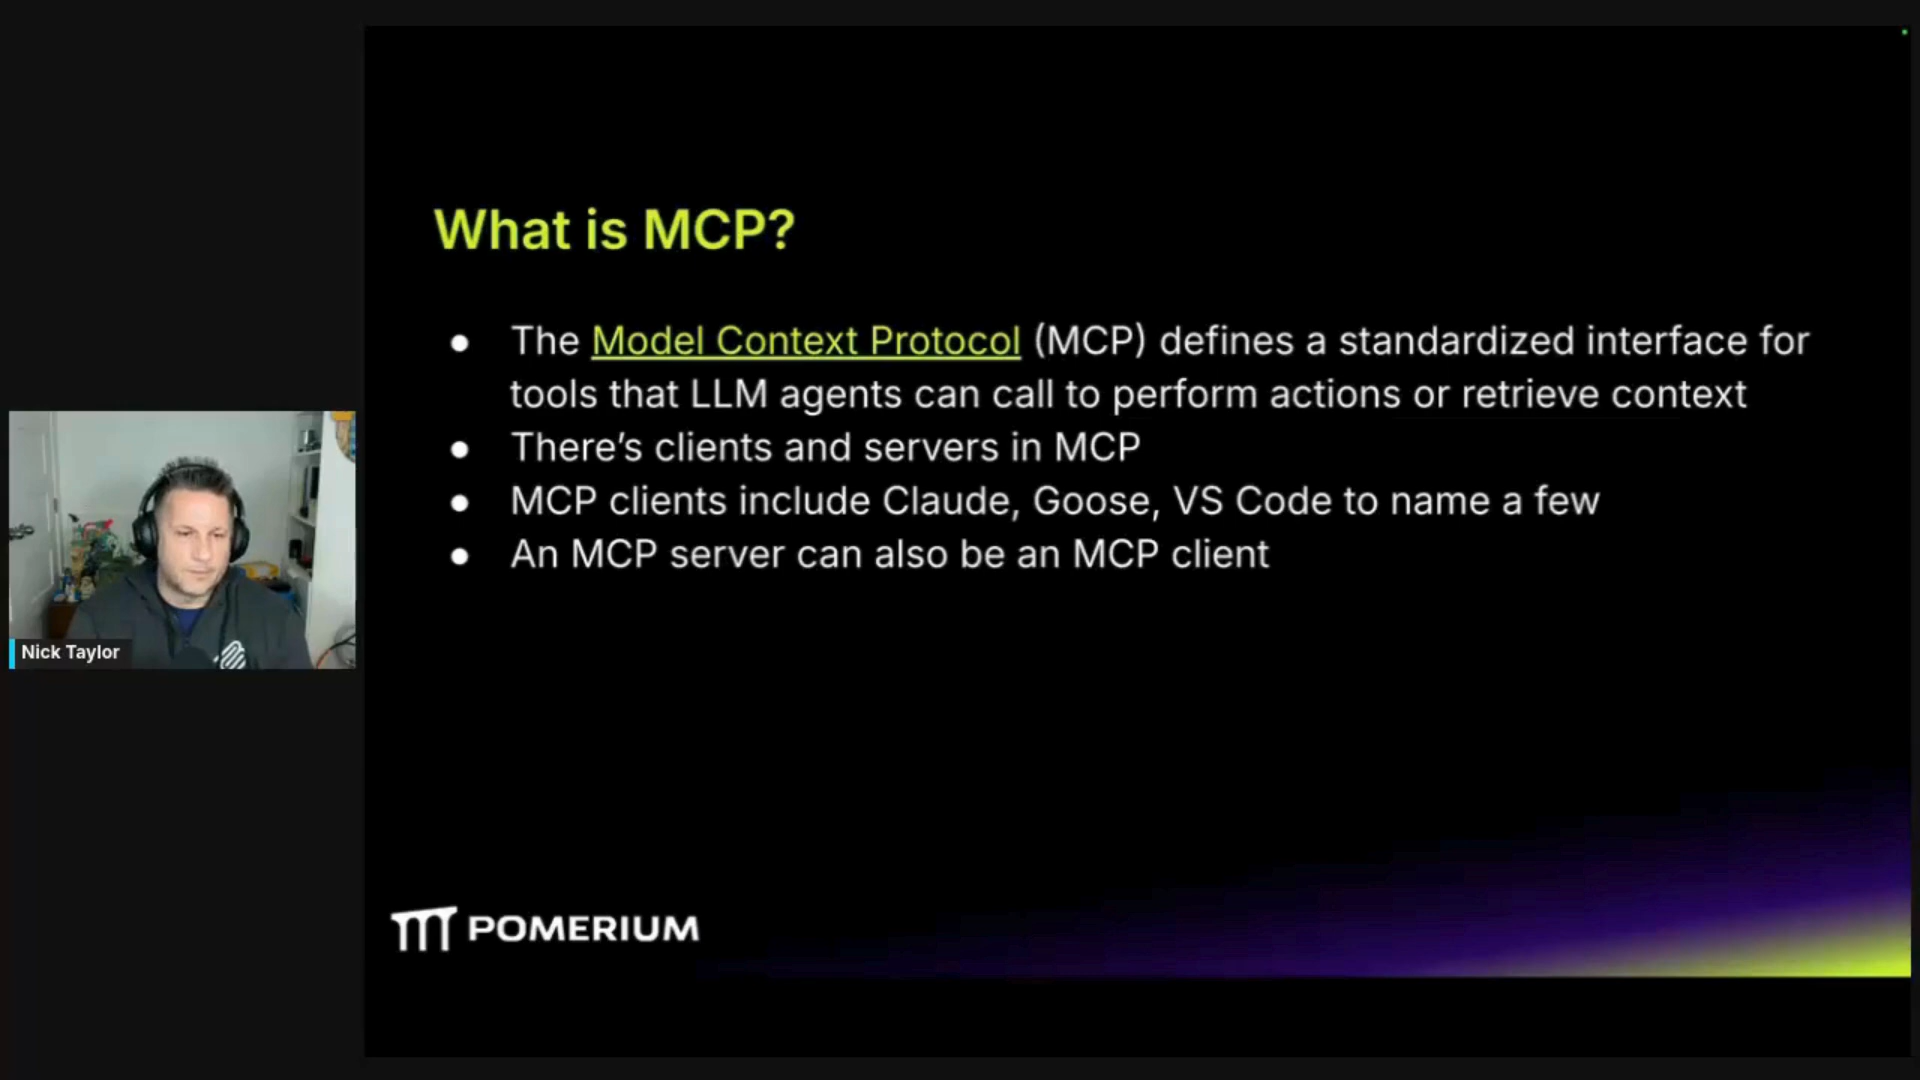 What is MCP?
● The Model Context Protocol (MCP) defines a standardized interface for
tools that LLM agents can call to perform actions or retrieve context
● There’s clients and servers in MCP
● MCP clients include Claude, Goose, VS Code to name a few
● An MCP server can also be an MCP client
Nick Taylor
POMERIUM